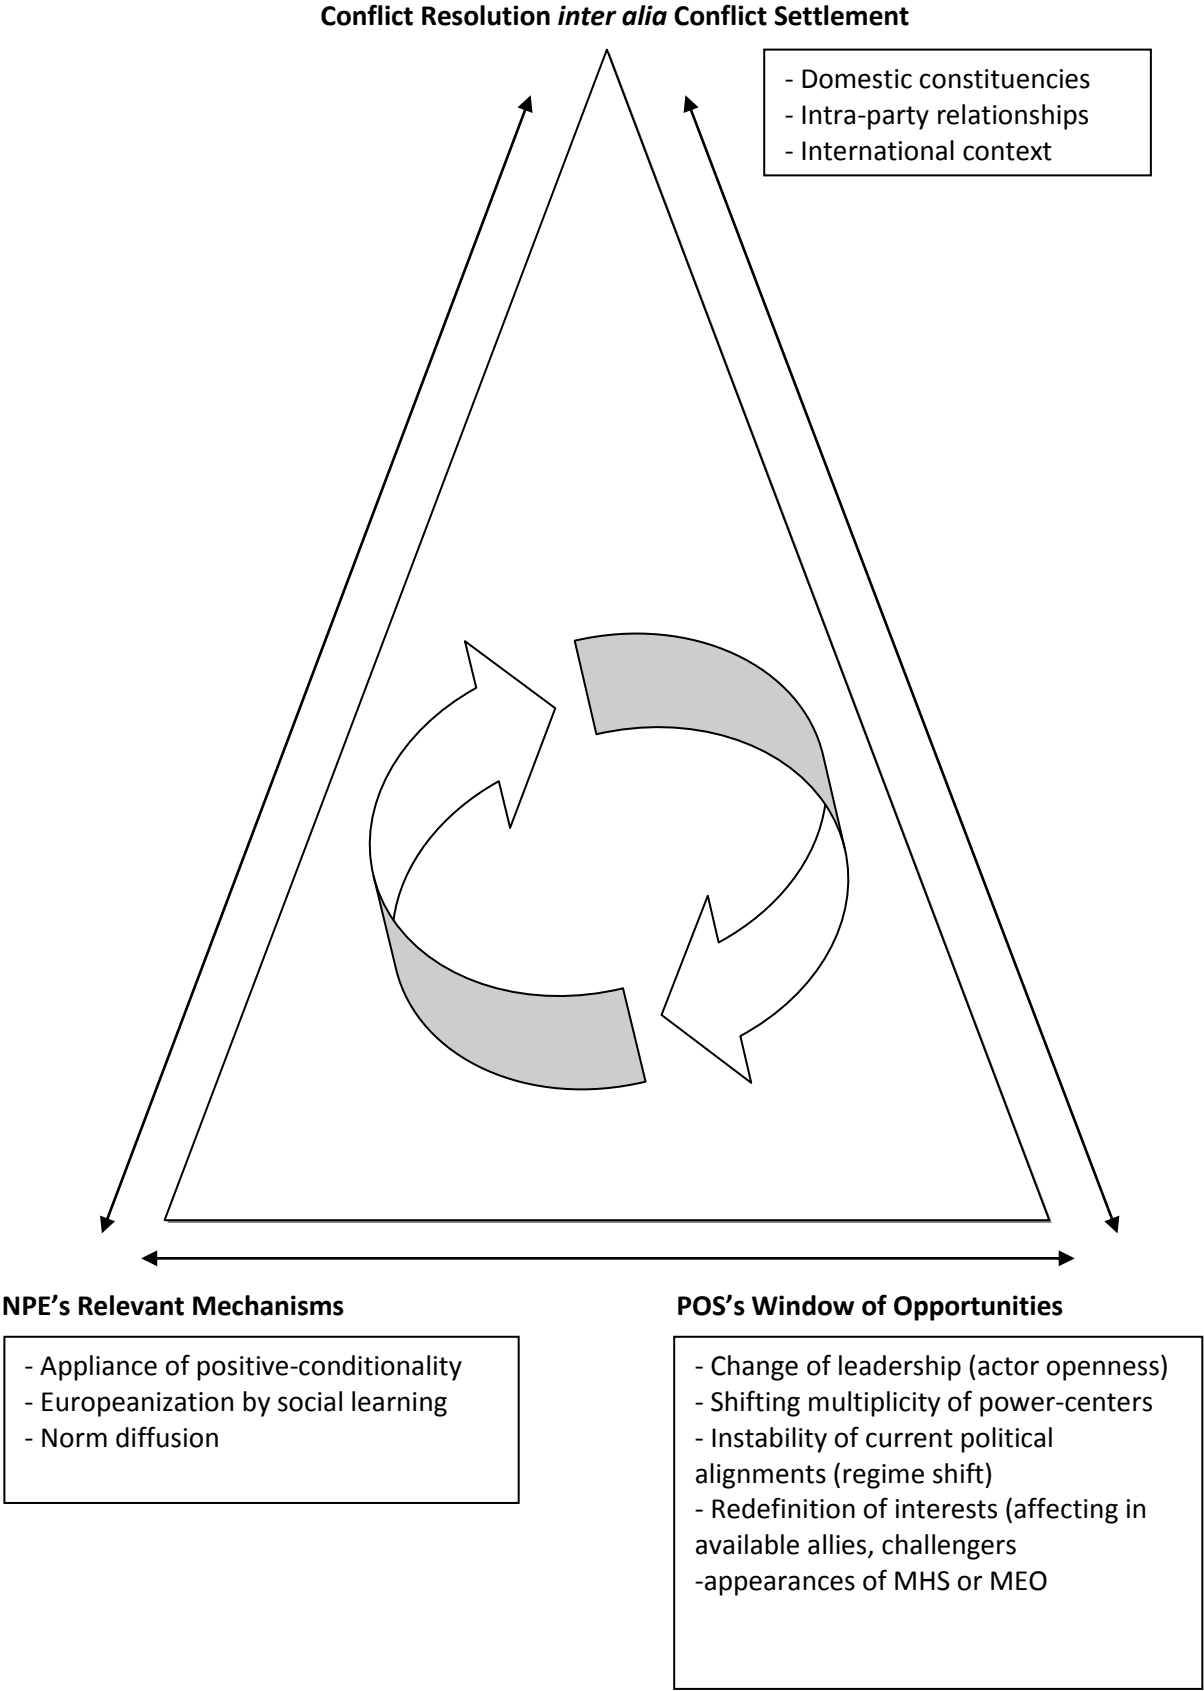 Conflict Resolution inter alia Conflict Settlement
- Domestic constituencies
- Intra-party relationships
- International context
NPE’s Relevant Mechanisms
- Appliance of positive-conditionality
- Europeanization by social learning
- Norm diffusion
POS’s Window of Opportunities
- Change of leadership (actor openness)
- Shifting multiplicity of power-centers
- Instability of current political
alignments (regime shift)
- Redefinition of interests (affecting in
available allies, challengers
-appearances of MHS or MEO